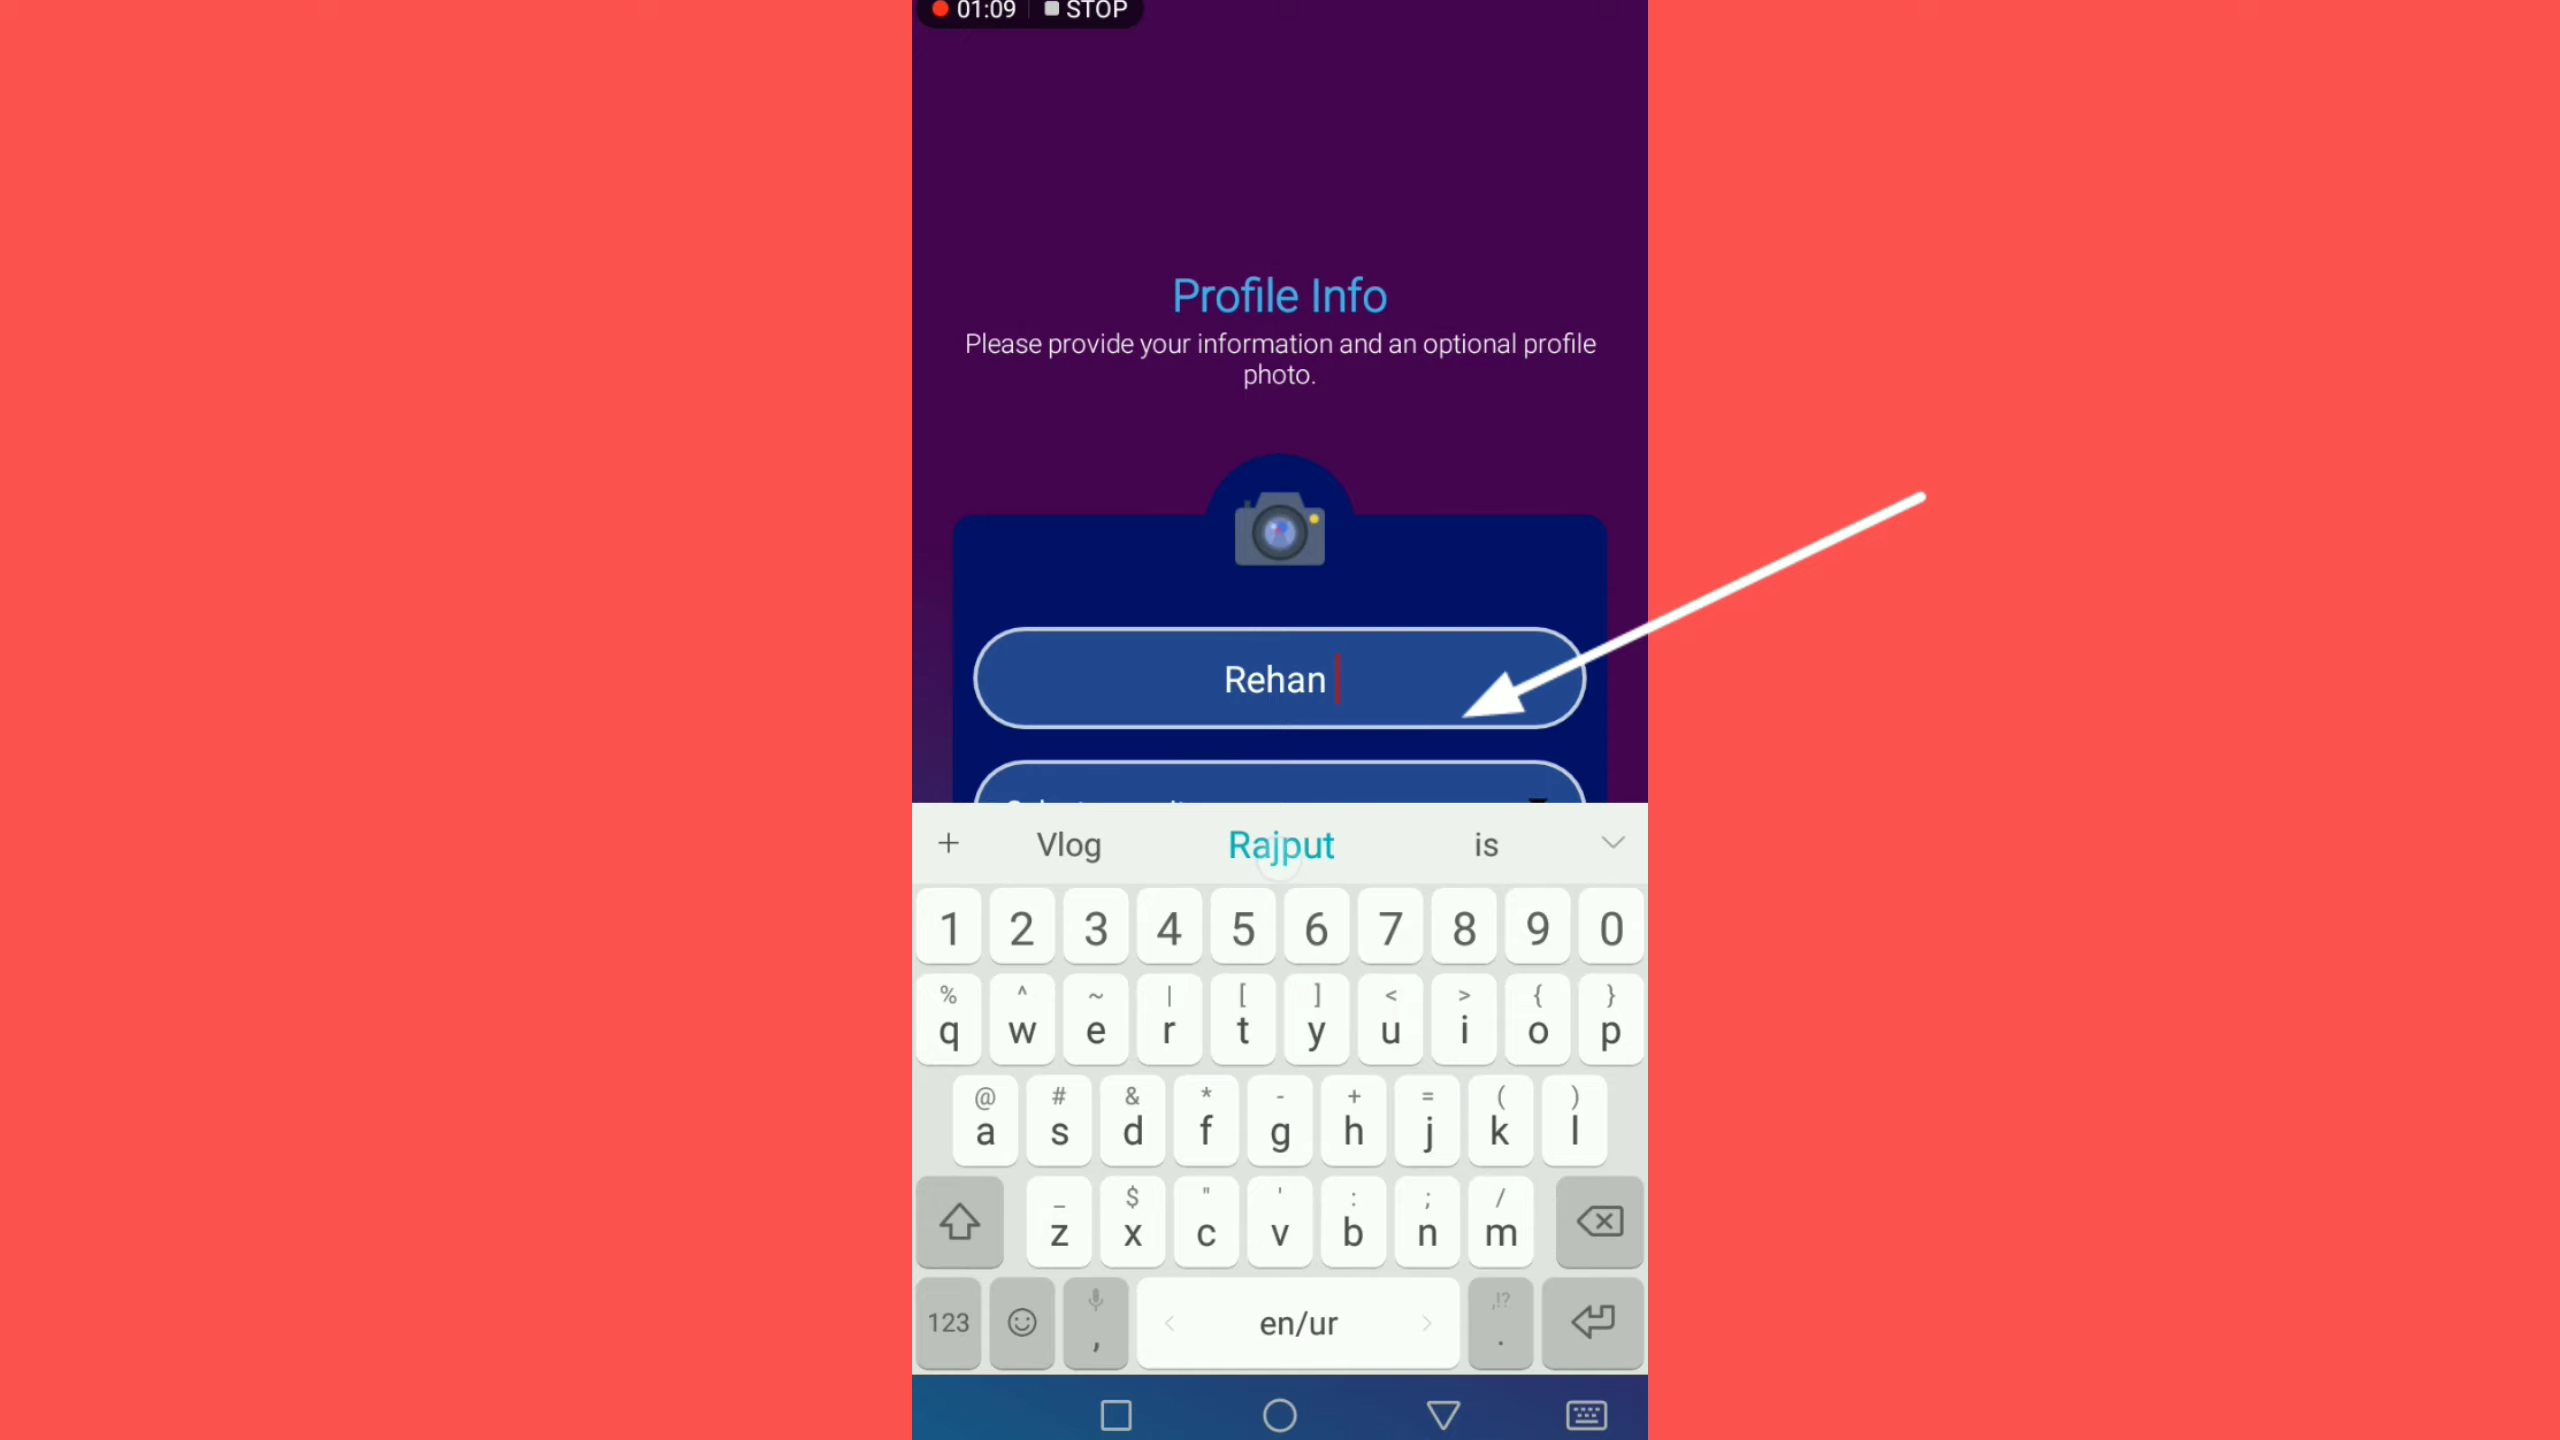 01:09 STOP
Profile Info
Please provide your information and an optional profile
photo.
Rehan
+ Vlog Rajput is
1 2 3 4 5 6 7 8 9 0
% ^ ~ | [ ] < > { }
q w e r t y u i o p
@ # & * - + = ( )
a s d f g h j k l
_ $ " ' : ; /
z x c v b n m
,!?
123 , < en/ur > .